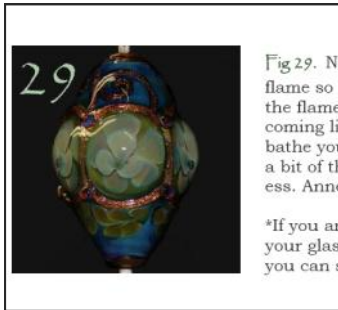 29
Fig 29. N
flame so
the flame
coming li
bathe you
a bit of th
ess. Anne
*If you ar
your glas
you can s